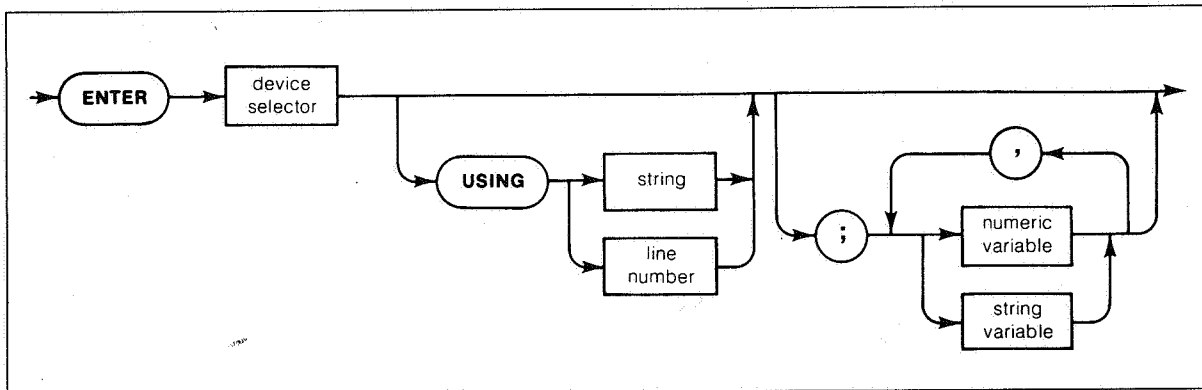 ENTER
device
selector
USING
string
line
number
;
,
numeric
variable
string
variable